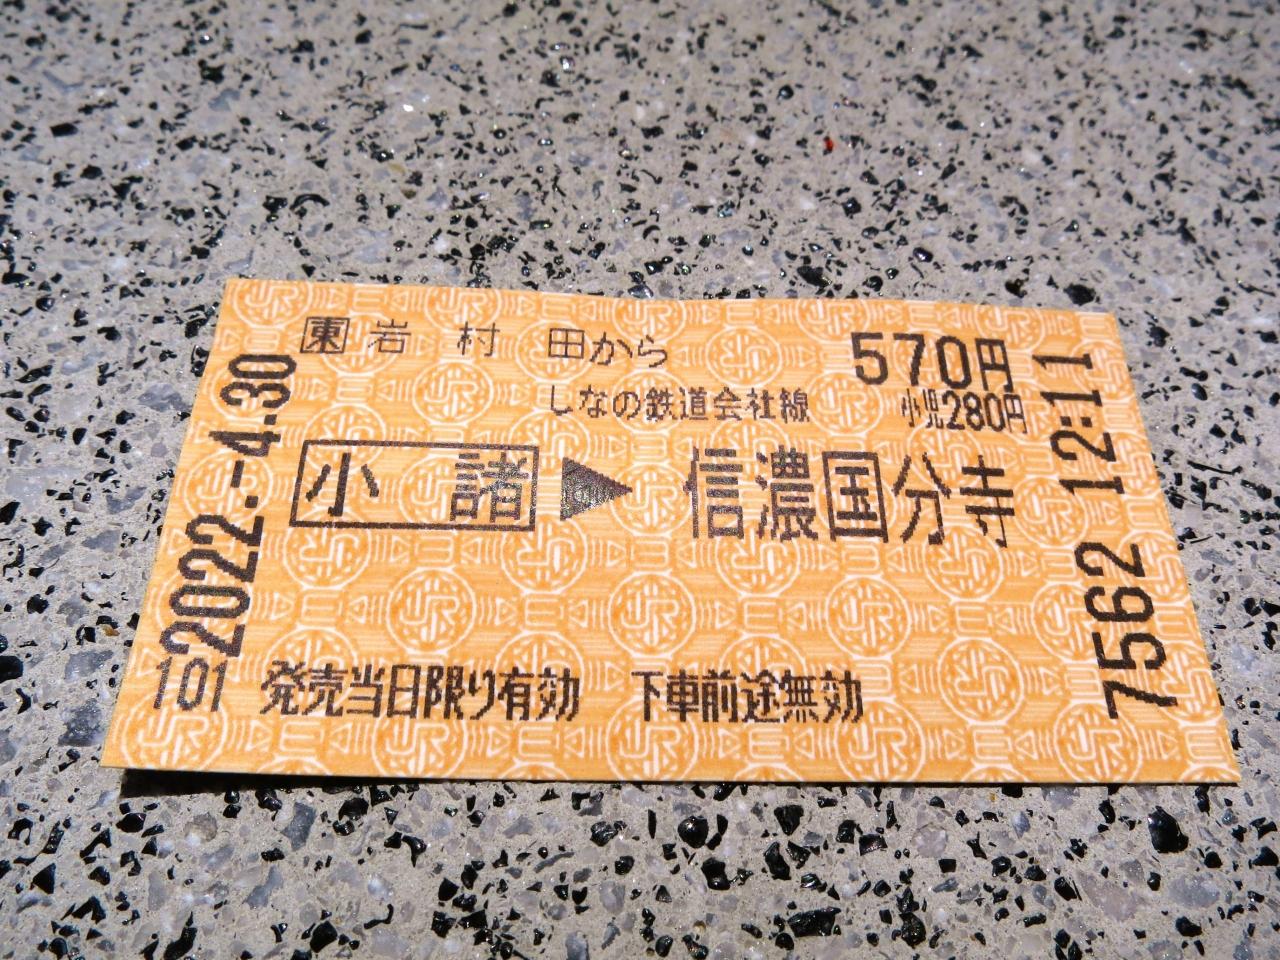 東 岩村田から 570円
しなの鉄道会社線 小児280円
小諸 ▶ 信濃国分寺
発売当日限り有効 下車前途無効
2022.-4.30
101
7562 12:11